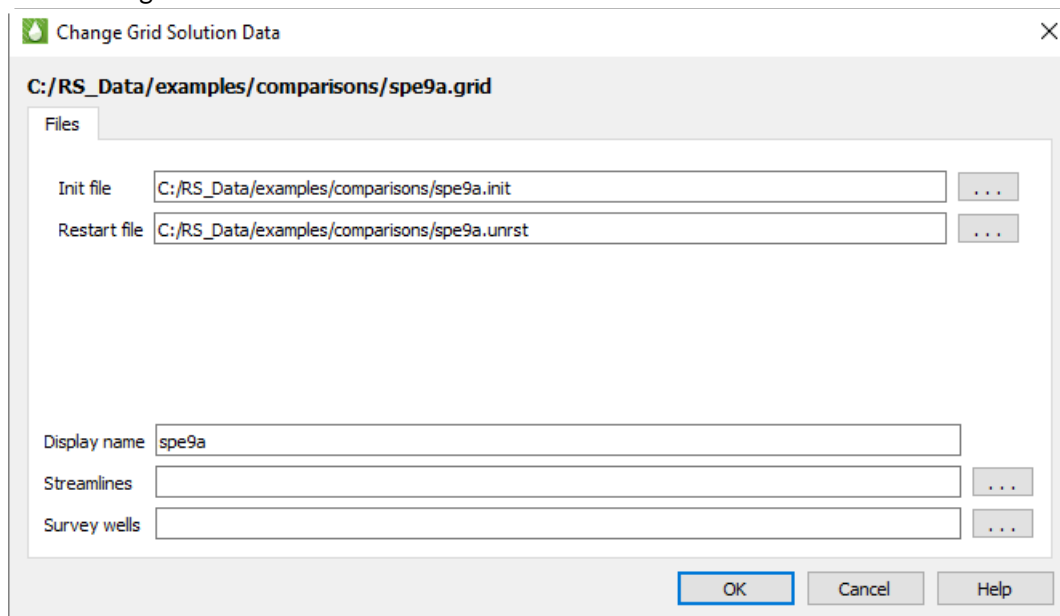 Change Grid Solution Data
C:/RS_Data/examples/comparisons/spe9a.grid
Files
Init file C:/RS_Data/examples/comparisons/spe9a.init ...
Restart file C:/RS_Data/examples/comparisons/spe9a.unrst ...
Display name spe9a
Streamlines ...
Survey wells ...
OK Cancel Help